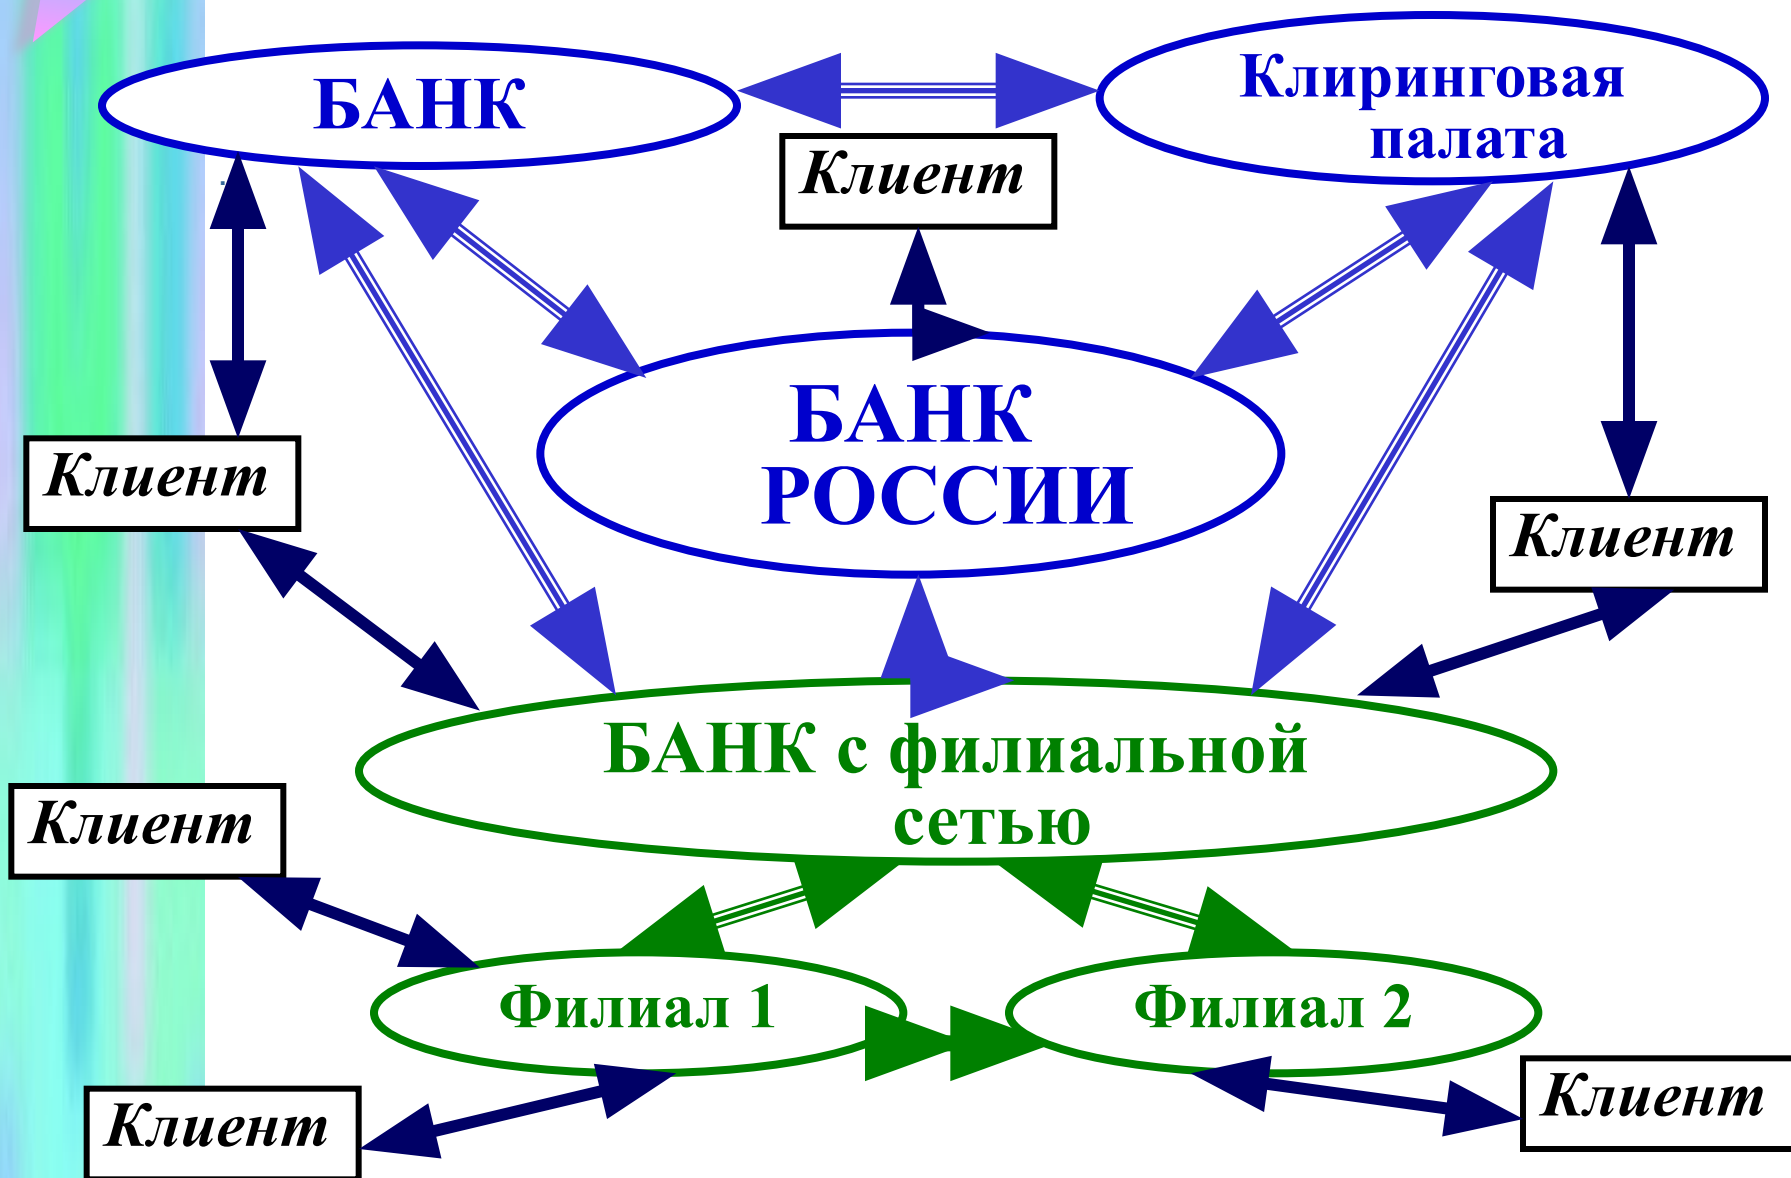 БАНК
Клиринговая
палата
Клиент
БАНК
РОССИИ
Клиент
Клиент
БАНК с филиальной
сетью
Клиент
Филиал 1
Филиал 2
Клиент
Клиент